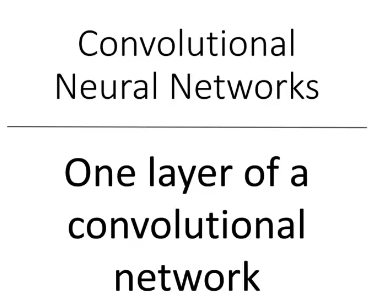 Convolutional
Neural Networks
One layer of a
convolutional
network